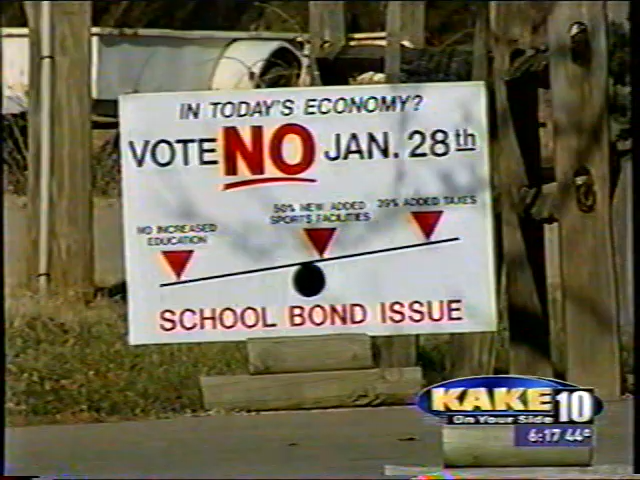 IN TODAY'S ECONOMY?
VOTE NO JAN. 28th
NO INCREASED
EDUCATION
50% NEW ADDED
SPORTS FACILITIES
39% ADDED TAXES
SCHOOL BOND ISSUE
KAKE 10
On Your Side
6:17 44°